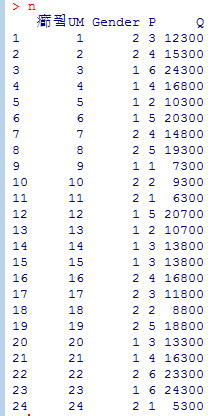 > n
癤풬UM Gender P Q
1 1 2 3 12300
2 2 2 4 15300
3 3 1 6 24300
4 4 1 4 16800
5 5 1 2 10300
6 6 1 5 20300
7 7 2 4 14800
8 8 2 5 19300
9 9 1 1 7300
10 10 2 2 9300
11 11 2 1 6300
12 12 1 5 20700
13 13 1 2 10700
14 14 1 3 13800
15 15 1 3 13800
16 16 2 4 16800
17 17 2 3 11800
18 18 2 2 8800
19 19 2 5 18800
20 20 1 3 13300
21 21 1 4 16300
22 22 2 6 23300
23 23 1 6 24300
24 24 2 1 5300